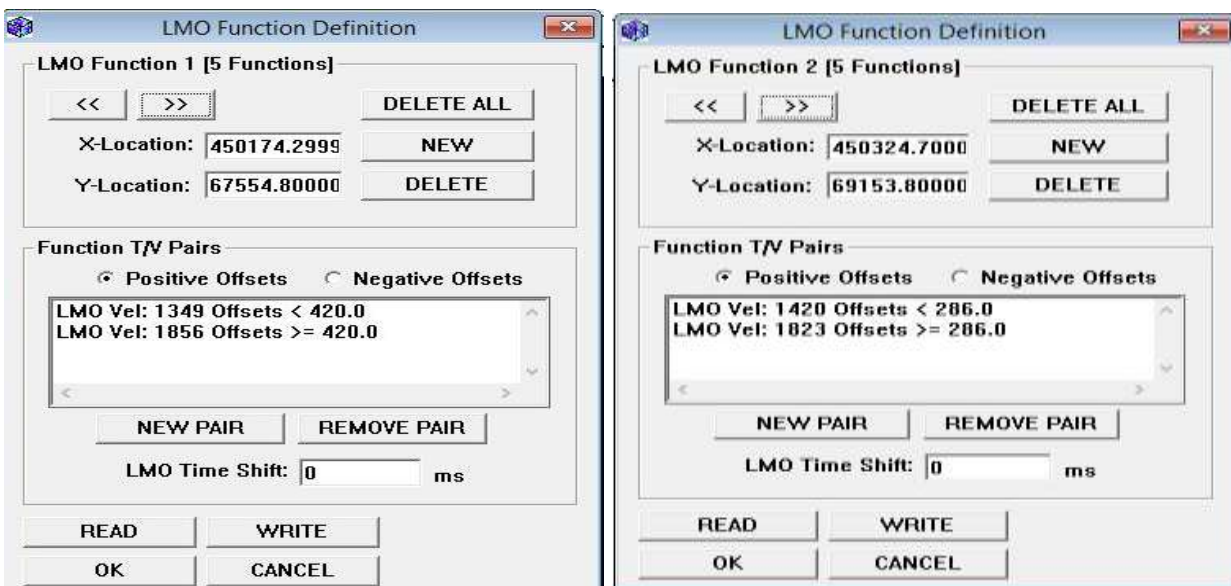 LMO Function Definition
LMO Function 1 [5 Functions]
<< >> DELETE ALL
X-Location: 450174.2999 NEW
Y-Location: 67554.80000 DELETE
Function T/V Pairs
Positive Offsets Negative Offsets
LMO Vel: 1349 Offsets < 420.0
LMO Vel: 1856 Offsets >= 420.0
NEW PAIR REMOVE PAIR
LMO Time Shift: 0 ms
READ WRITE
OK CANCEL
LMO Function Definition
LMO Function 2 [5 Functions]
<< >> DELETE ALL
X-Location: 450324.7000 NEW
Y-Location: 69153.80000 DELETE
Function T/V Pairs
Positive Offsets Negative Offsets
LMO Vel: 1420 Offsets < 286.0
LMO Vel: 1823 Offsets >= 286.0
NEW PAIR REMOVE PAIR
LMO Time Shift: 0 ms
READ WRITE
OK CANCEL